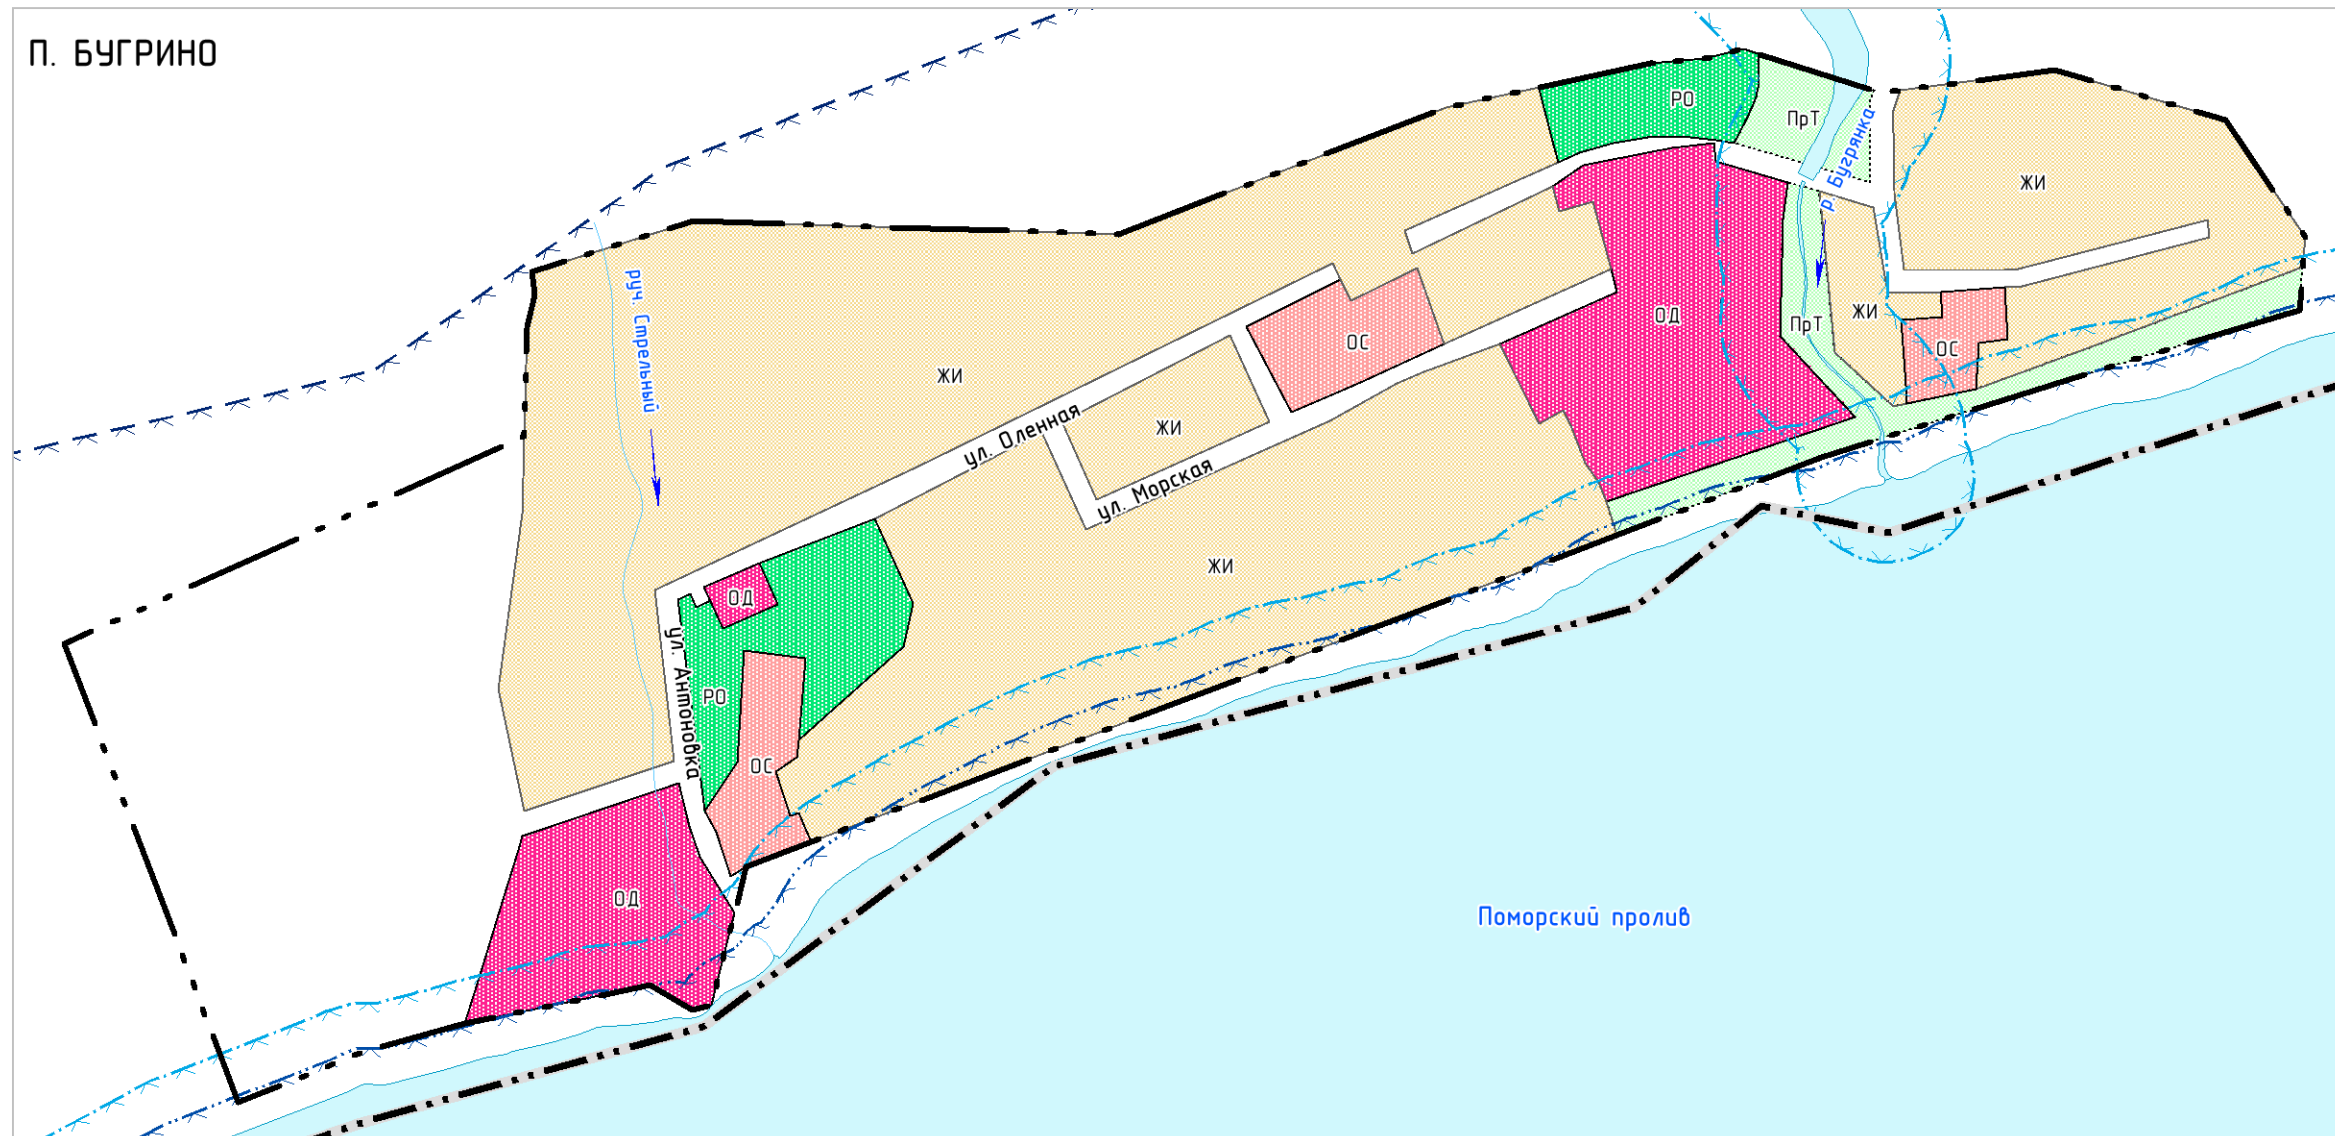 П. БУГРИНО
РО
ПрТ
р. Бугрянка
ЖИ
руч. Стрельный
ОД
ПрТ
ЖИ
ОС
ОС
ЖИ
ул. Оленная
ЖИ
ул. Морская
ЖИ
ОД
ул. Антоновка
РО
ОС
ОД
Поморский пролив